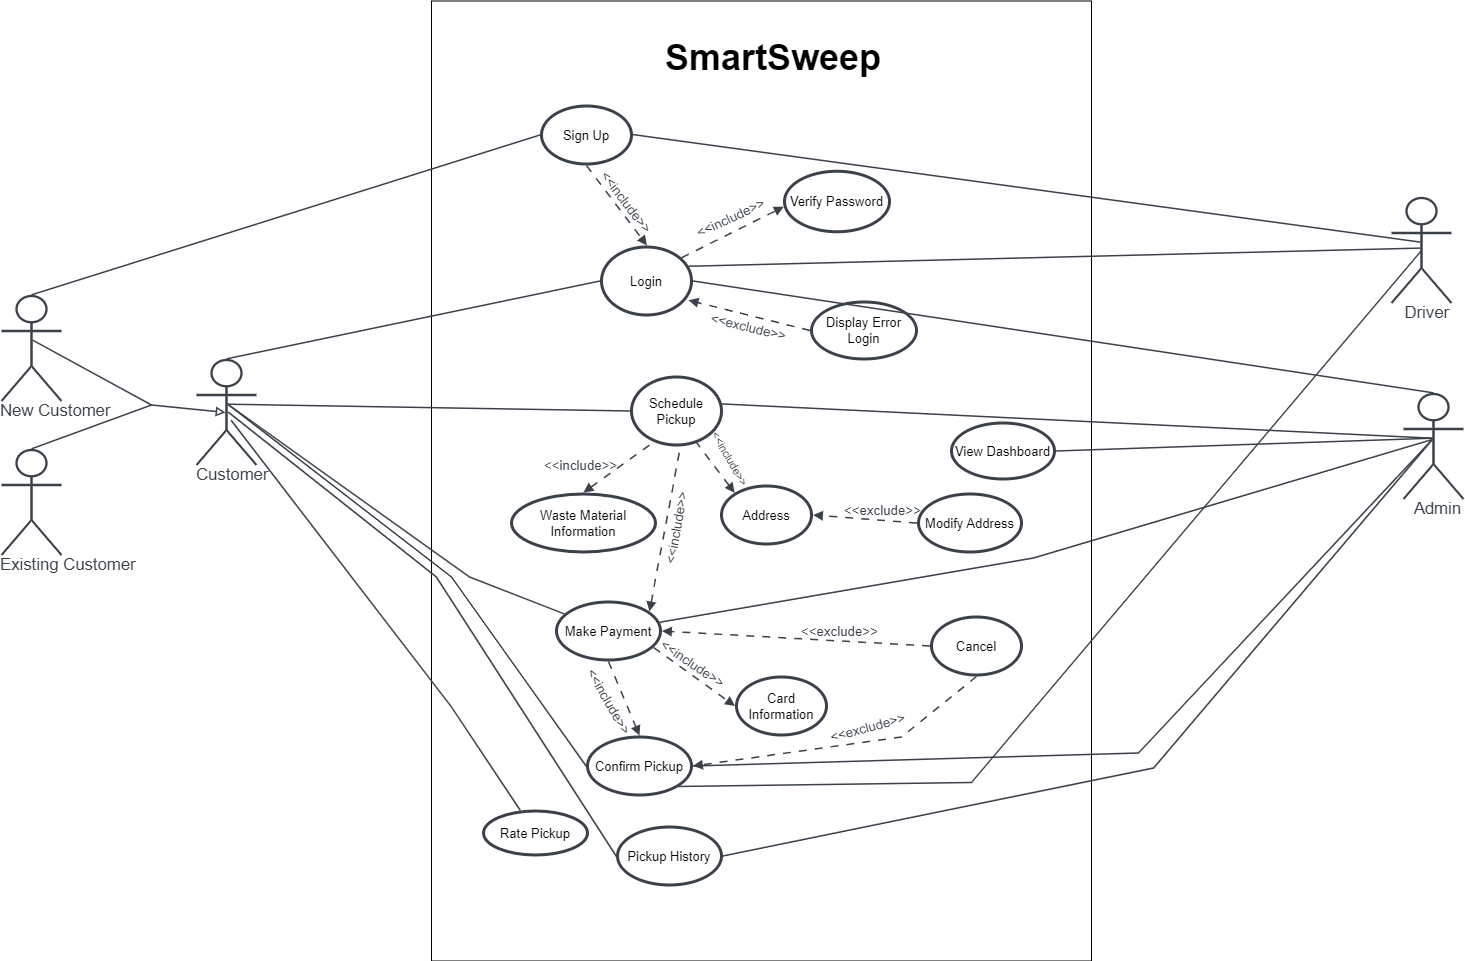 SmartSweep
Sign Up
<<include>>
Verify Password
<<include>>
Login
Display Error
Login
<<exclude>>
Driver
New Customer
Customer
Existing Customer
Schedule
Pickup
View Dashboard
Admin
<<include>>
<<include>>
Waste Material
Information
Address
<<exclude>>
Modify Address
<<include>>
Make Payment
<<exclude>>
Cancel
<<include>>
<<include>>
Card
Information
<<exclude>>
Confirm Pickup
Rate Pickup
Pickup History